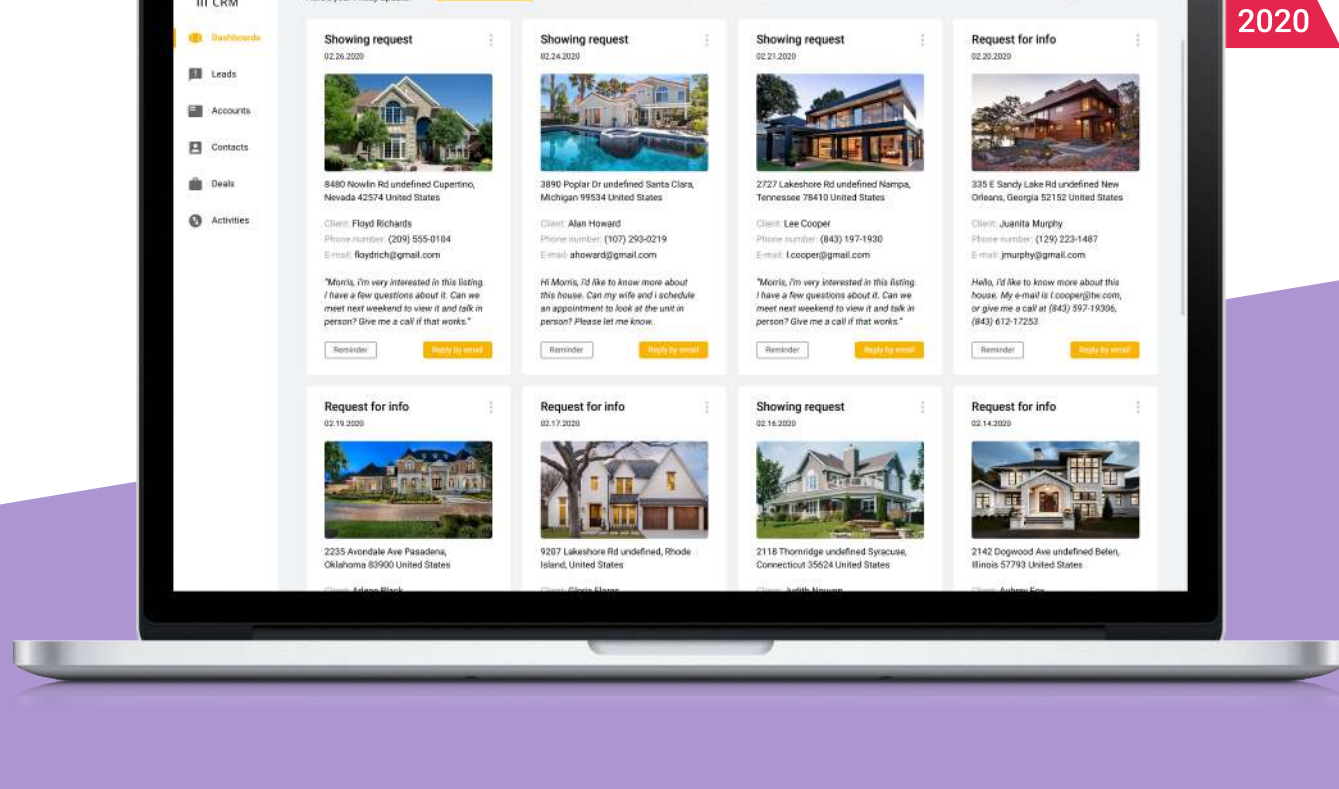 CRM
2020
Dashboards
Leads
Accounts
Contacts
Deals
Activities
Showing request
02.26.2020
8480 Nowlin Rd undefined Cupertino,
Nevada 42574 United States
Client: Floyd Richards
Phone number: (209) 555-0104
E-mail: floydrich@gmail.com
"Morris, i'm very interested in this listing.
I have a few questions about it. Can we
meet next weekend to view it and talk in
person? Give me a call if that works."
Reminder
Reply by email
Showing request
02.24.2020
3890 Poplar Dr undefined Santa Clara,
Michigan 99534 United States
Client: Alan Howard
Phone number: (107) 293-0219
E-mail: ahoward@gmail.com
Hi Morris, i'd like to know more about
this house. Can my wife and i schedule
an appointment to look at the unit in
person? Please let me know.
Reminder
Reply by email
Showing request
02.21.2020
2727 Lakeshore Rd undefined Nampa,
Tennessee 78410 United States
Client: Lee Cooper
Phone number: (843) 197-1930
E-mail: l.cooper@gmail.com
"Morris, i'm very interested in this listing.
I have a few questions about it. Can we
meet next weekend to view it and talk in
person? Give me a call if that works."
Reminder
Reply by email
Request for info
02.20.2020
335 E Sandy Lake Rd undefined New
Orleans, Georgia 52152 United States
Client: Juanita Murphy
Phone number: (129) 223-1487
E-mail: jmurphy@gmail.com
Hello, i'd like to know more about this
house. My e-mail is l.cooper@tw.com,
or give me a call at (843) 597-19306,
(843) 612-17253.
Reminder
Reply by email
Request for info
02.19.2020
2235 Avondale Ave Pasadena,
Oklahoma 83900 United States
Client: Arlene Black
Request for info
02.17.2020
9207 Lakeshore Rd undefined, Rhode
Island, United States
Client: Gloria Flores
Showing request
02.16.2020
2118 Thornridge undefined Syracuse,
Connecticut 35624 United States
Client: Judith Nguyen
Request for info
02.14.2020
2142 Dogwood Ave undefined Belen,
Illinois 57793 United States
Client: Aubrey Fox